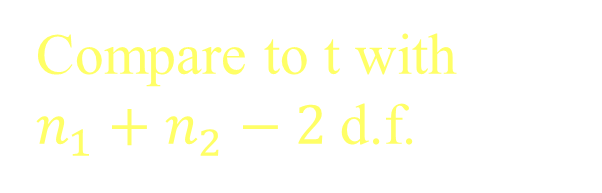 Compare to t with
n₁ + n₂ − 2 d.f.